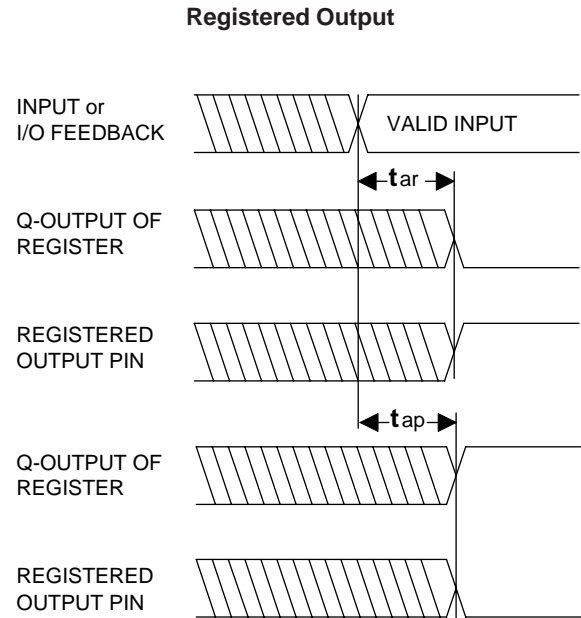 Registered Output
INPUT or
I/O FEEDBACK
VALID INPUT
tar
Q-OUTPUT OF
REGISTER
REGISTERED
OUTPUT PIN
tap
Q-OUTPUT OF
REGISTER
REGISTERED
OUTPUT PIN